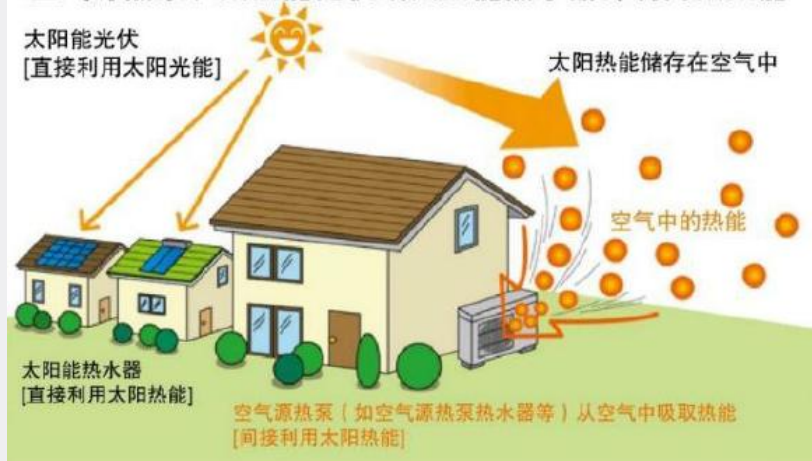 太阳能光伏
[直接利用太阳光能]
太阳热能储存在空气中
空气中的热能
太阳能热水器
[直接利用太阳热能]
空气源热泵（如空气源热泵热水器等）从空气中吸取热能
[间接利用太阳热能]